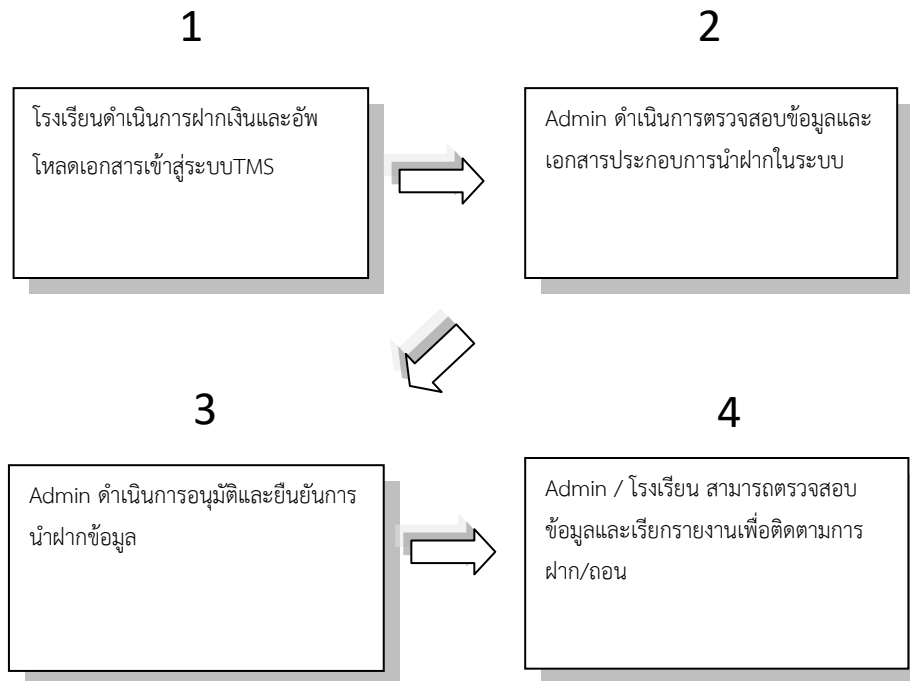 1
โรงเรียนดำเนินการฝากเงินและอัพ
โหลดเอกสารเข้าสู่ระบบTMS
2
Admin ดำเนินการตรวจสอบข้อมูลและ
เอกสารประกอบการนำฝากในระบบ
3
Admin ดำเนินการอนุมัติและยืนยันการ
นำฝากข้อมูล
4
Admin / โรงเรียน สามารถตรวจสอบ
ข้อมูลและเรียกรายงานเพื่อติดตามการ
ฝาก/ถอน